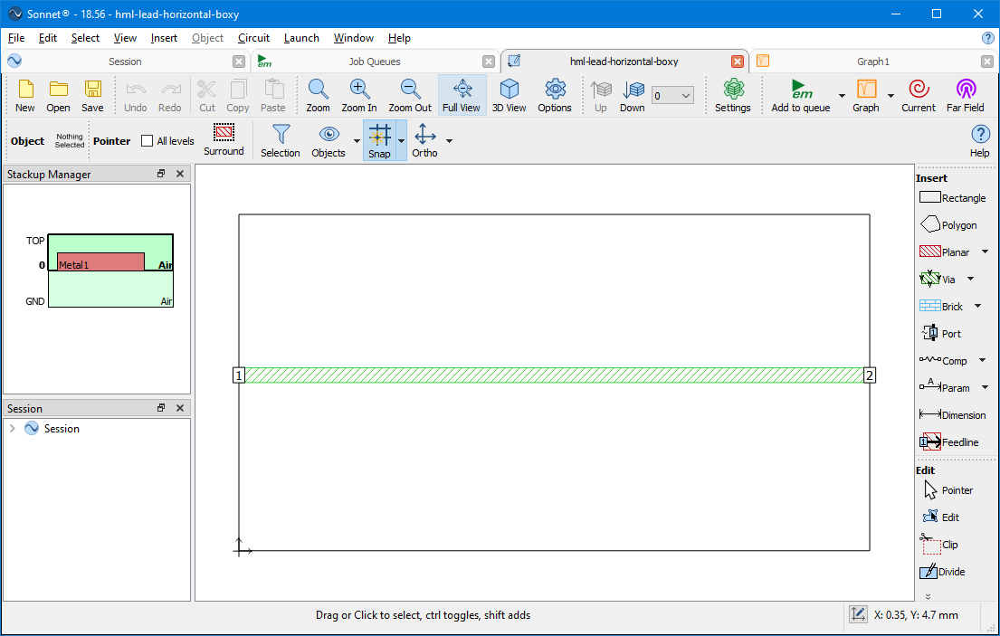 Sonnet® - 18.56 - hml-lead-horizontal-boxy
File Edit Select View Insert Object Circuit Launch Window Help
Session
em Job Queues
hml-lead-horizontal-boxy
Graph1
New Open Save Undo Redo Cut Copy Paste Zoom Zoom In Zoom Out Full View 3D View Options Up Down 0 Settings em Add to queue Graph Current Far Field
Object Nothing Selected Pointer All levels Surround Selection Objects Snap Ortho Help
Stackup Manager
TOP
0 Metal1 Air
GND Air
Session
Session
1 2
Insert
Rectangle
Polygon
Planar
Via
Brick
1 Port
Comp
A Param
Dimension
1 Feedline
Edit
Pointer
Edit
Clip
Divide
Drag or Click to select, ctrl toggles, shift adds
X: 0.35, Y: 4.7 mm